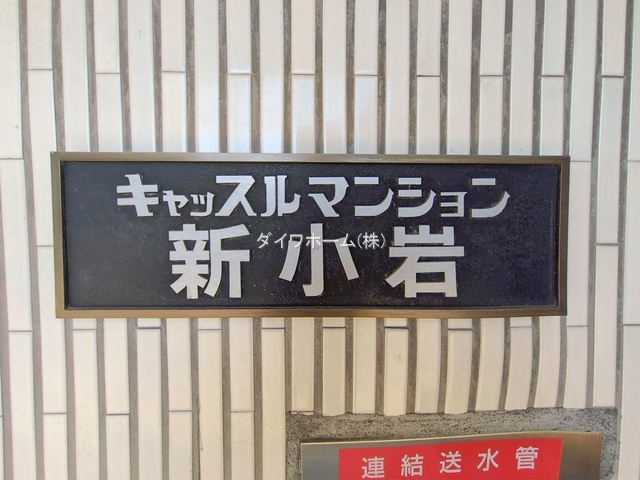 キャッスルマンション
新小岩
ダイワホーム(株)
連結送水管